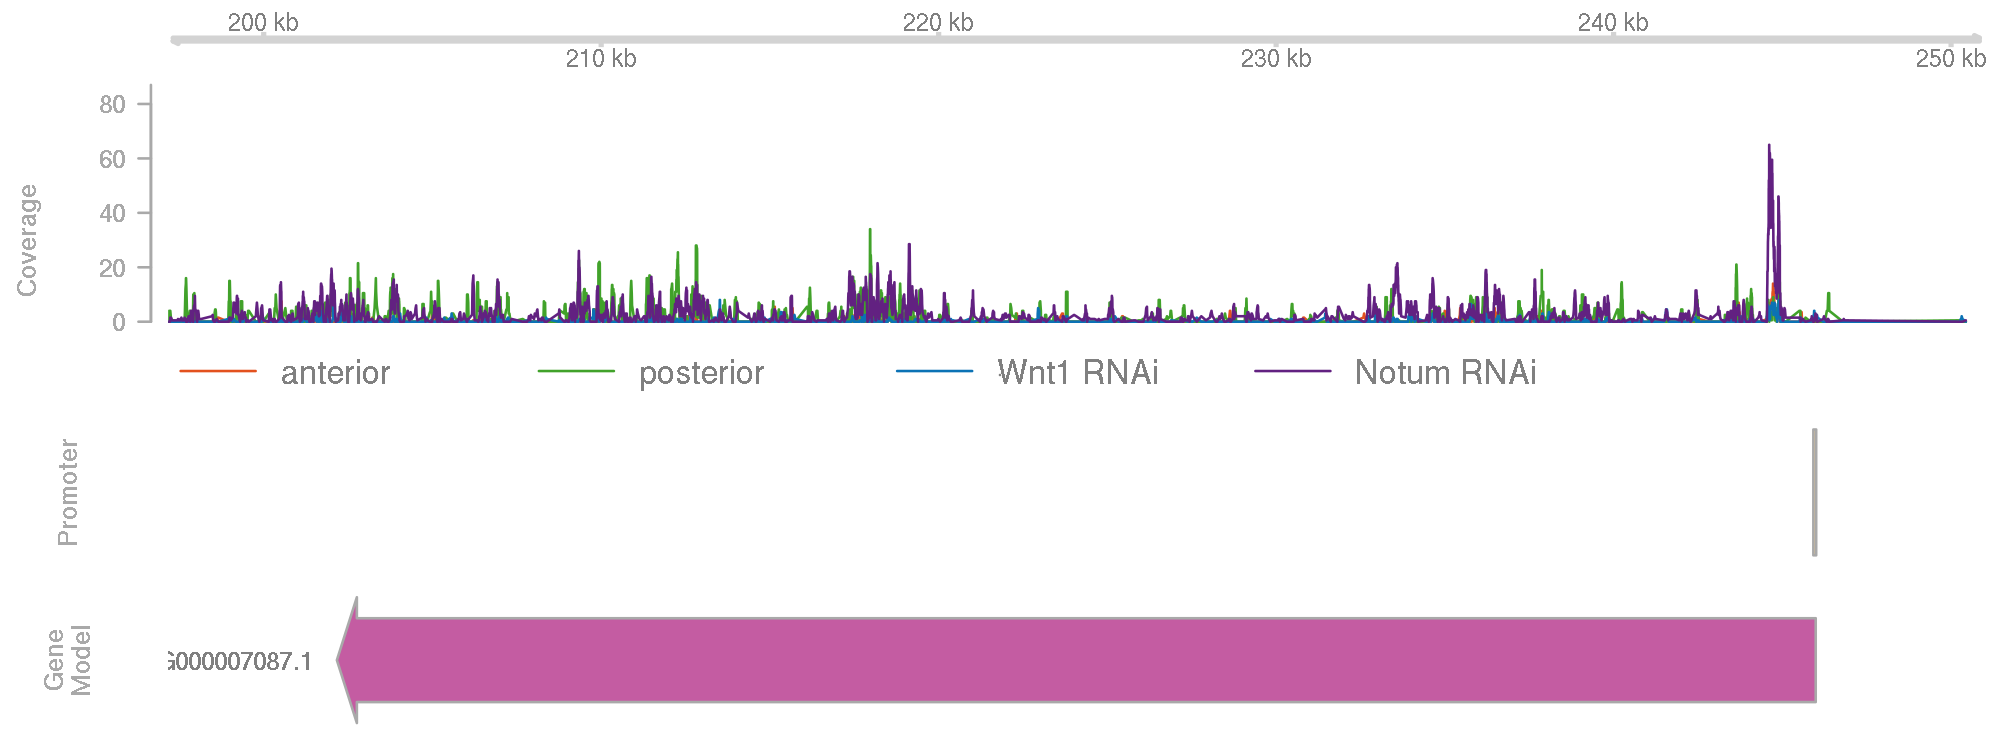 200 kb 220 kb 240 kb
210 kb 230 kb 250 kb
Coverage
80
60
40
20
0
anterior posterior Wnt1 RNAi Notum RNAi
Promoter
Gene
Model
G000007087.1